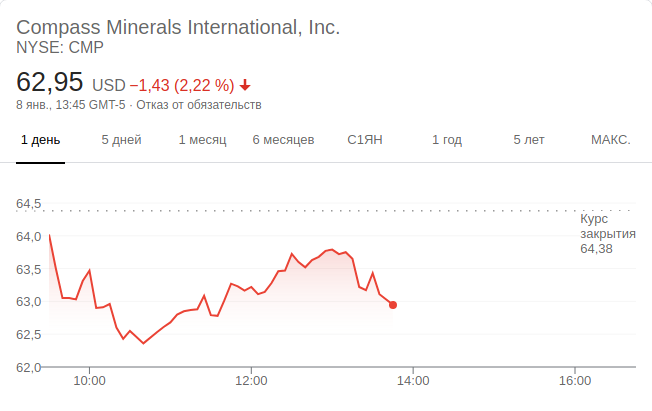 Compass Minerals International, Inc.
NYSE: CMP
62,95 USD −1,43 (2,22 %)
8 янв., 13:45 GMT-5 · Отказ от обязательств
1 день 5 дней 1 месяц 6 месяцев С1ЯН 1 год 5 лет МАКС.
64,5
Курс
закрытия
64,38
64,0
63,5
63,0
62,5
62,0
10:00 12:00 14:00 16:00